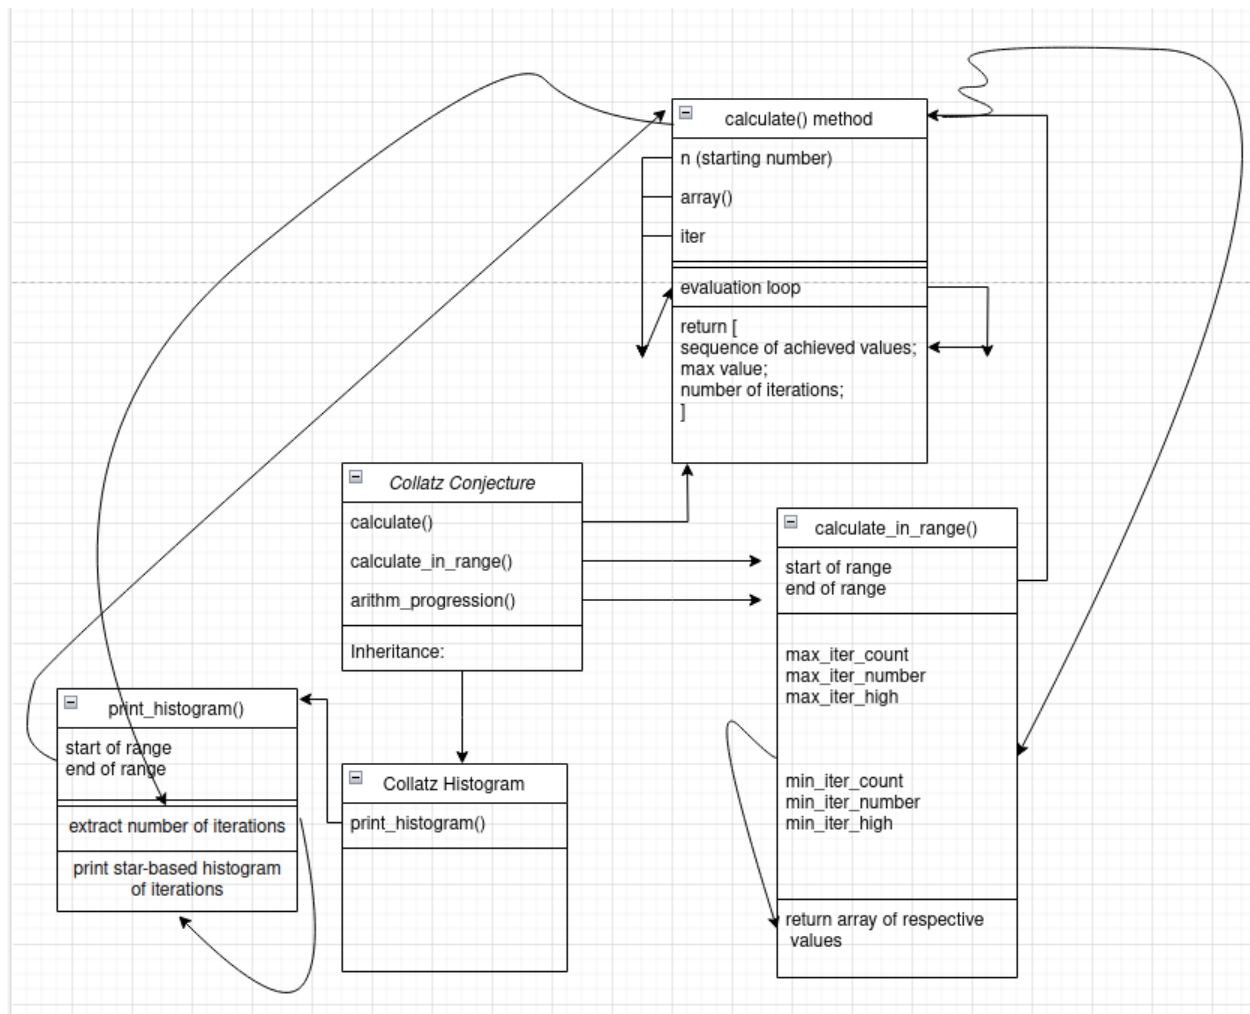 calculate() method
n (starting number)
array()
iter
evaluation loop
return [
sequence of achieved values;
max value;
number of iterations;
]
Collatz Conjecture
calculate()
calculate_in_range()
arithm_progression()
Inheritance:
calculate_in_range()
start of range
end of range
max_iter_count
max_iter_number
max_iter_high
min_iter_count
min_iter_number
min_iter_high
return array of respective
values
print_histogram()
start of range
end of range
extract number of iterations
print star-based histogram
of iterations
Collatz Histogram
print_histogram()